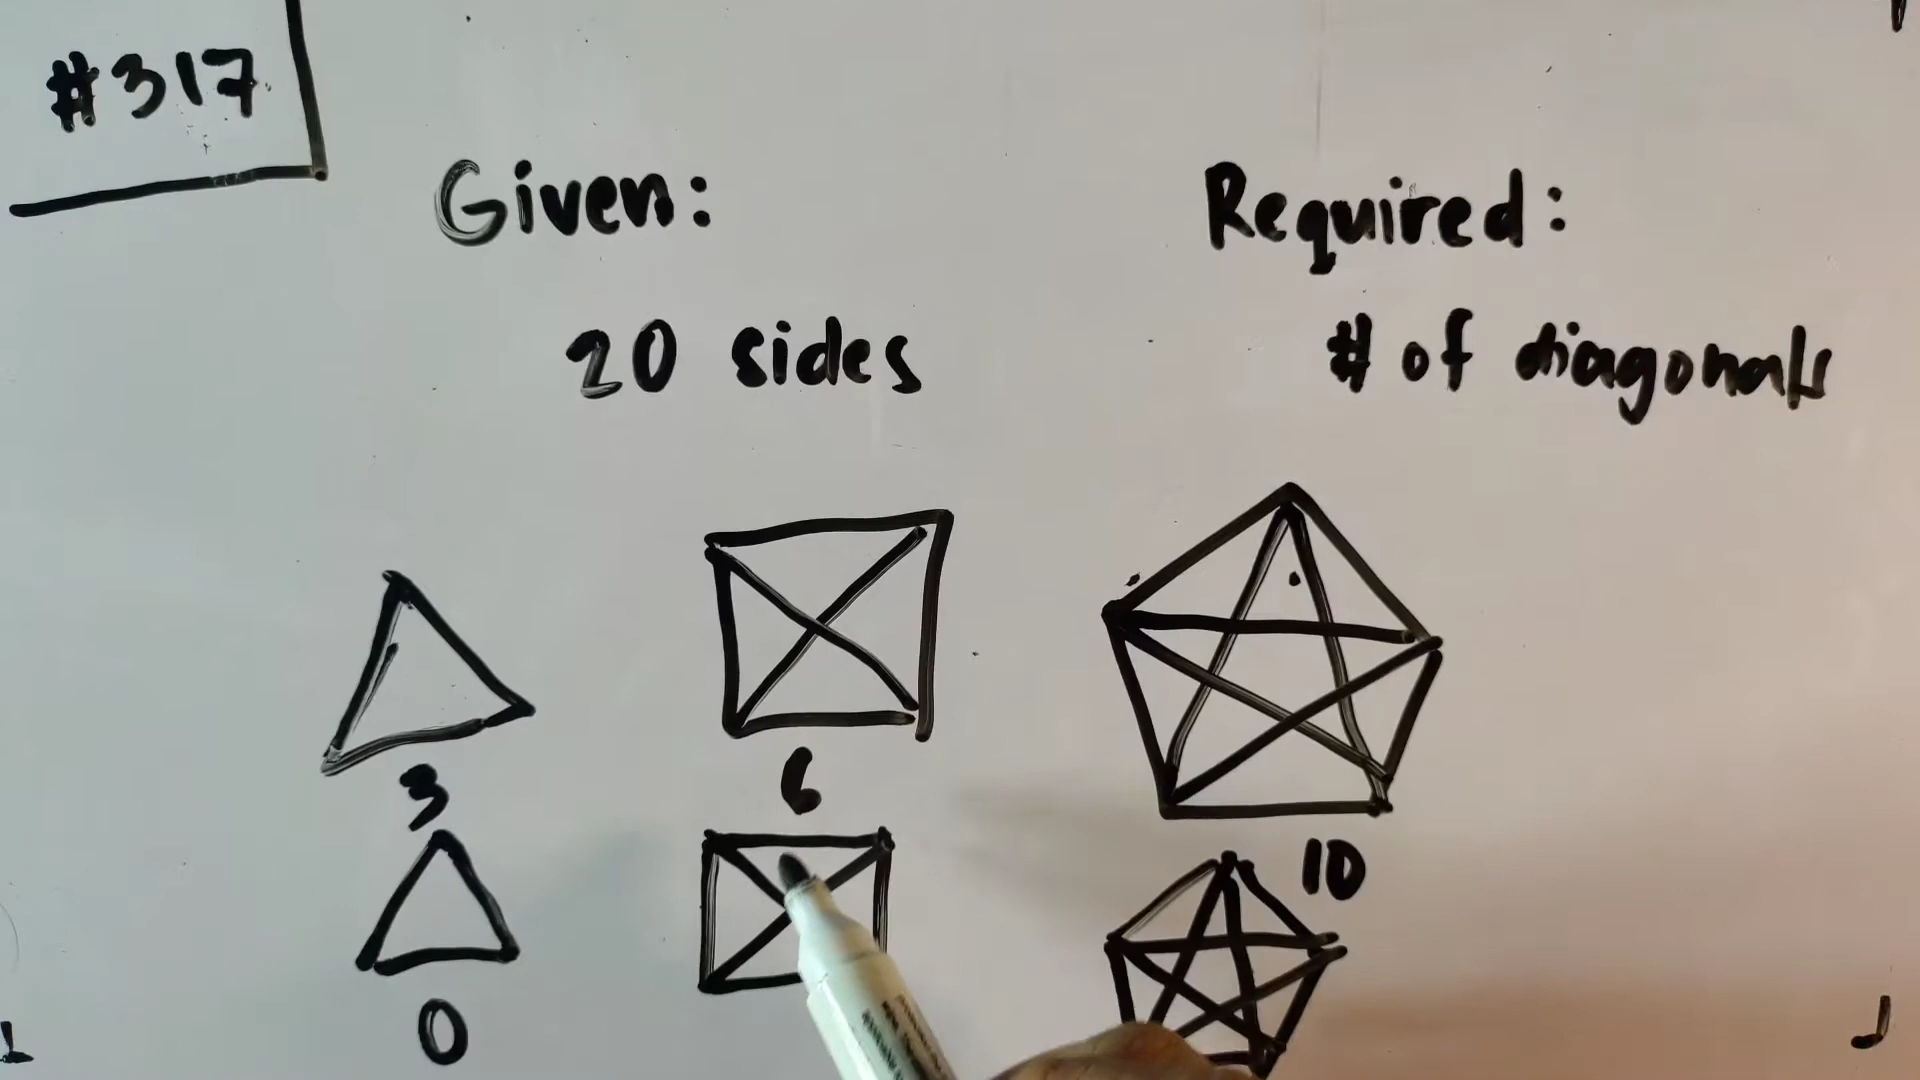 #317
Given:
Required:
20 sides
# of diagonals
3
6
10
0